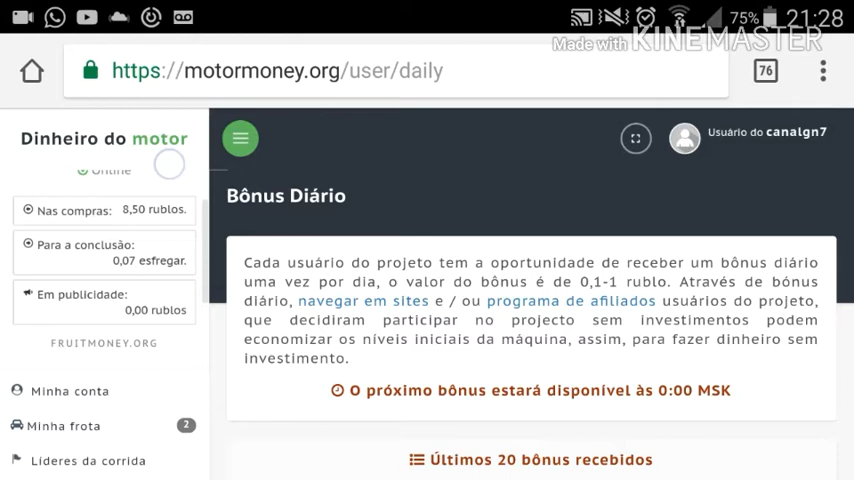 75% 21:28
Made with KINEMASTER
https://motormoney.org/user/daily
76
Dinheiro do motor
Usuário do canalgn7
Online
Nas compras: 8,50 rublos.
Para a conclusão:
0,07 esfregar.
Em publicidade:
0,00 rublos
FRUITMONEY.ORG
Minha conta
Minha frota 2
Líderes da corrida
Bônus Diário
Cada usuário do projeto tem a oportunidade de receber um bônus diário
uma vez por dia, o valor do bônus é de 0,1-1 rublo. Através de bónus
diário, navegar em sites e / ou programa de afiliados usuários do projeto,
que decidiram participar no projecto sem investimentos podem
economizar os níveis iniciais da máquina, assim, para fazer dinheiro sem
investimento.
O próximo bônus estará disponível às 0:00 MSK
Últimos 20 bônus recebidos